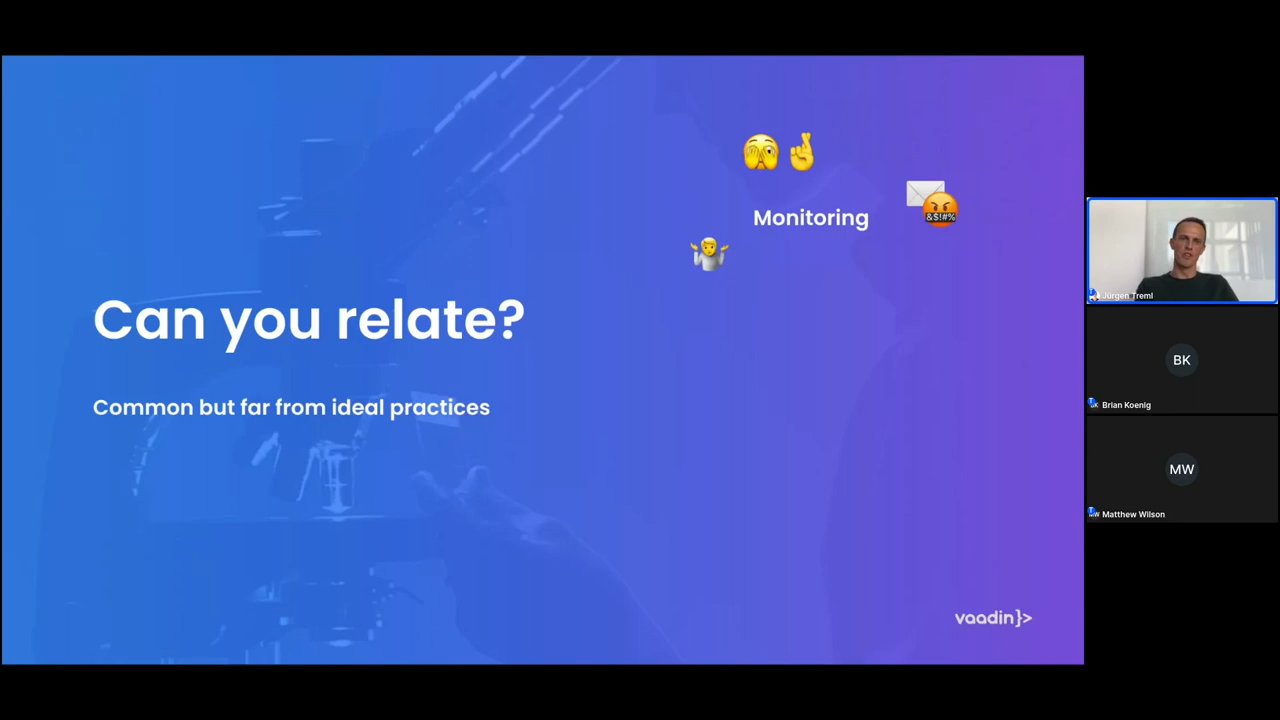 Monitoring
&$!#%
Can you relate?
Common but far from ideal practices
vaadin}>
Jürgen Treml
BK
Brian Koenig
MW
Matthew Wilson